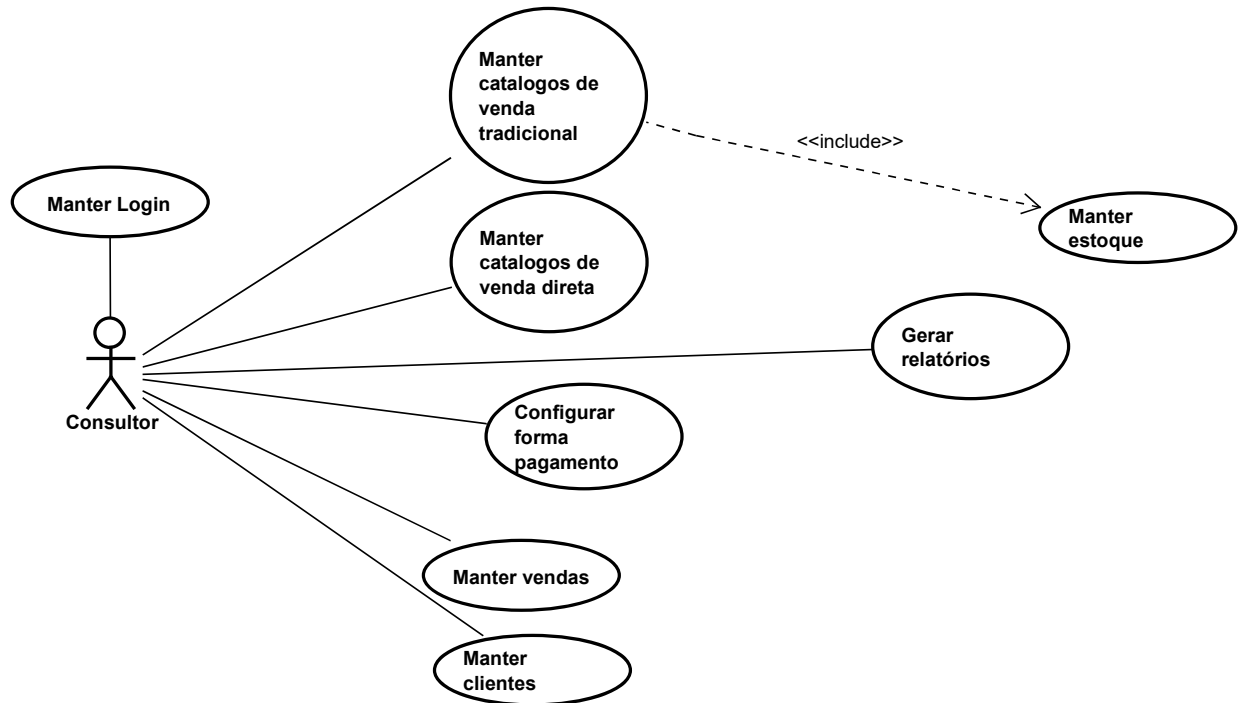 Manter
catalogos de
venda
tradicional
<<include>>
Manter Login
Manter
estoque
Manter
catalogos de
venda direta
Gerar
relatórios
Consultor
Configurar
forma
pagamento
Manter vendas
Manter
clientes